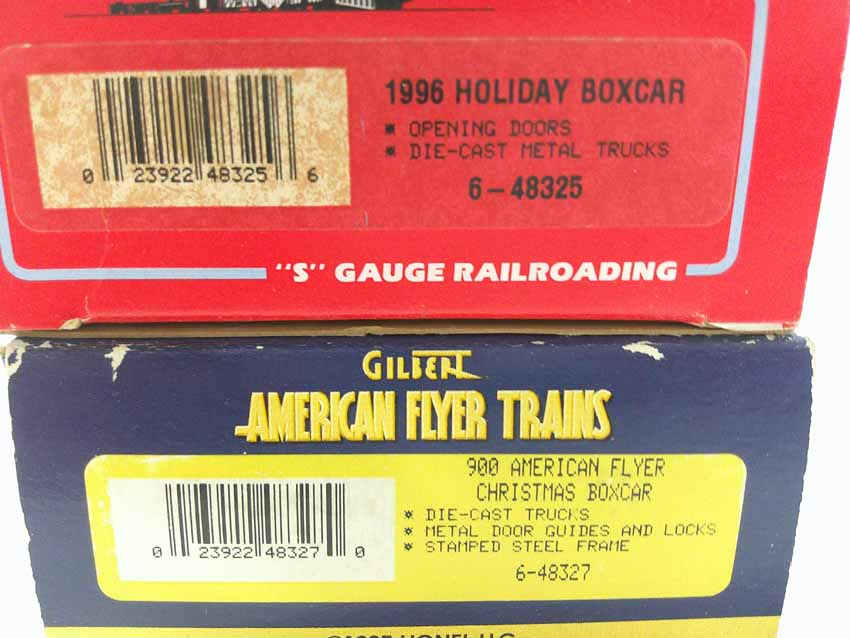 1996 HOLIDAY BOXCAR
* OPENING DOORS
* DIE-CAST METAL TRUCKS
6-48325
0 23922 48325 6
"S" GAUGE RAILROADING
GILBERT
AMERICAN FLYER TRAINS
900 AMERICAN FLYER
CHRISTMAS BOXCAR
* DIE-CAST TRUCKS
* METAL DOOR GUIDES AND LOCKS
* STAMPED STEEL FRAME
6-48327
0 23922 48327 0